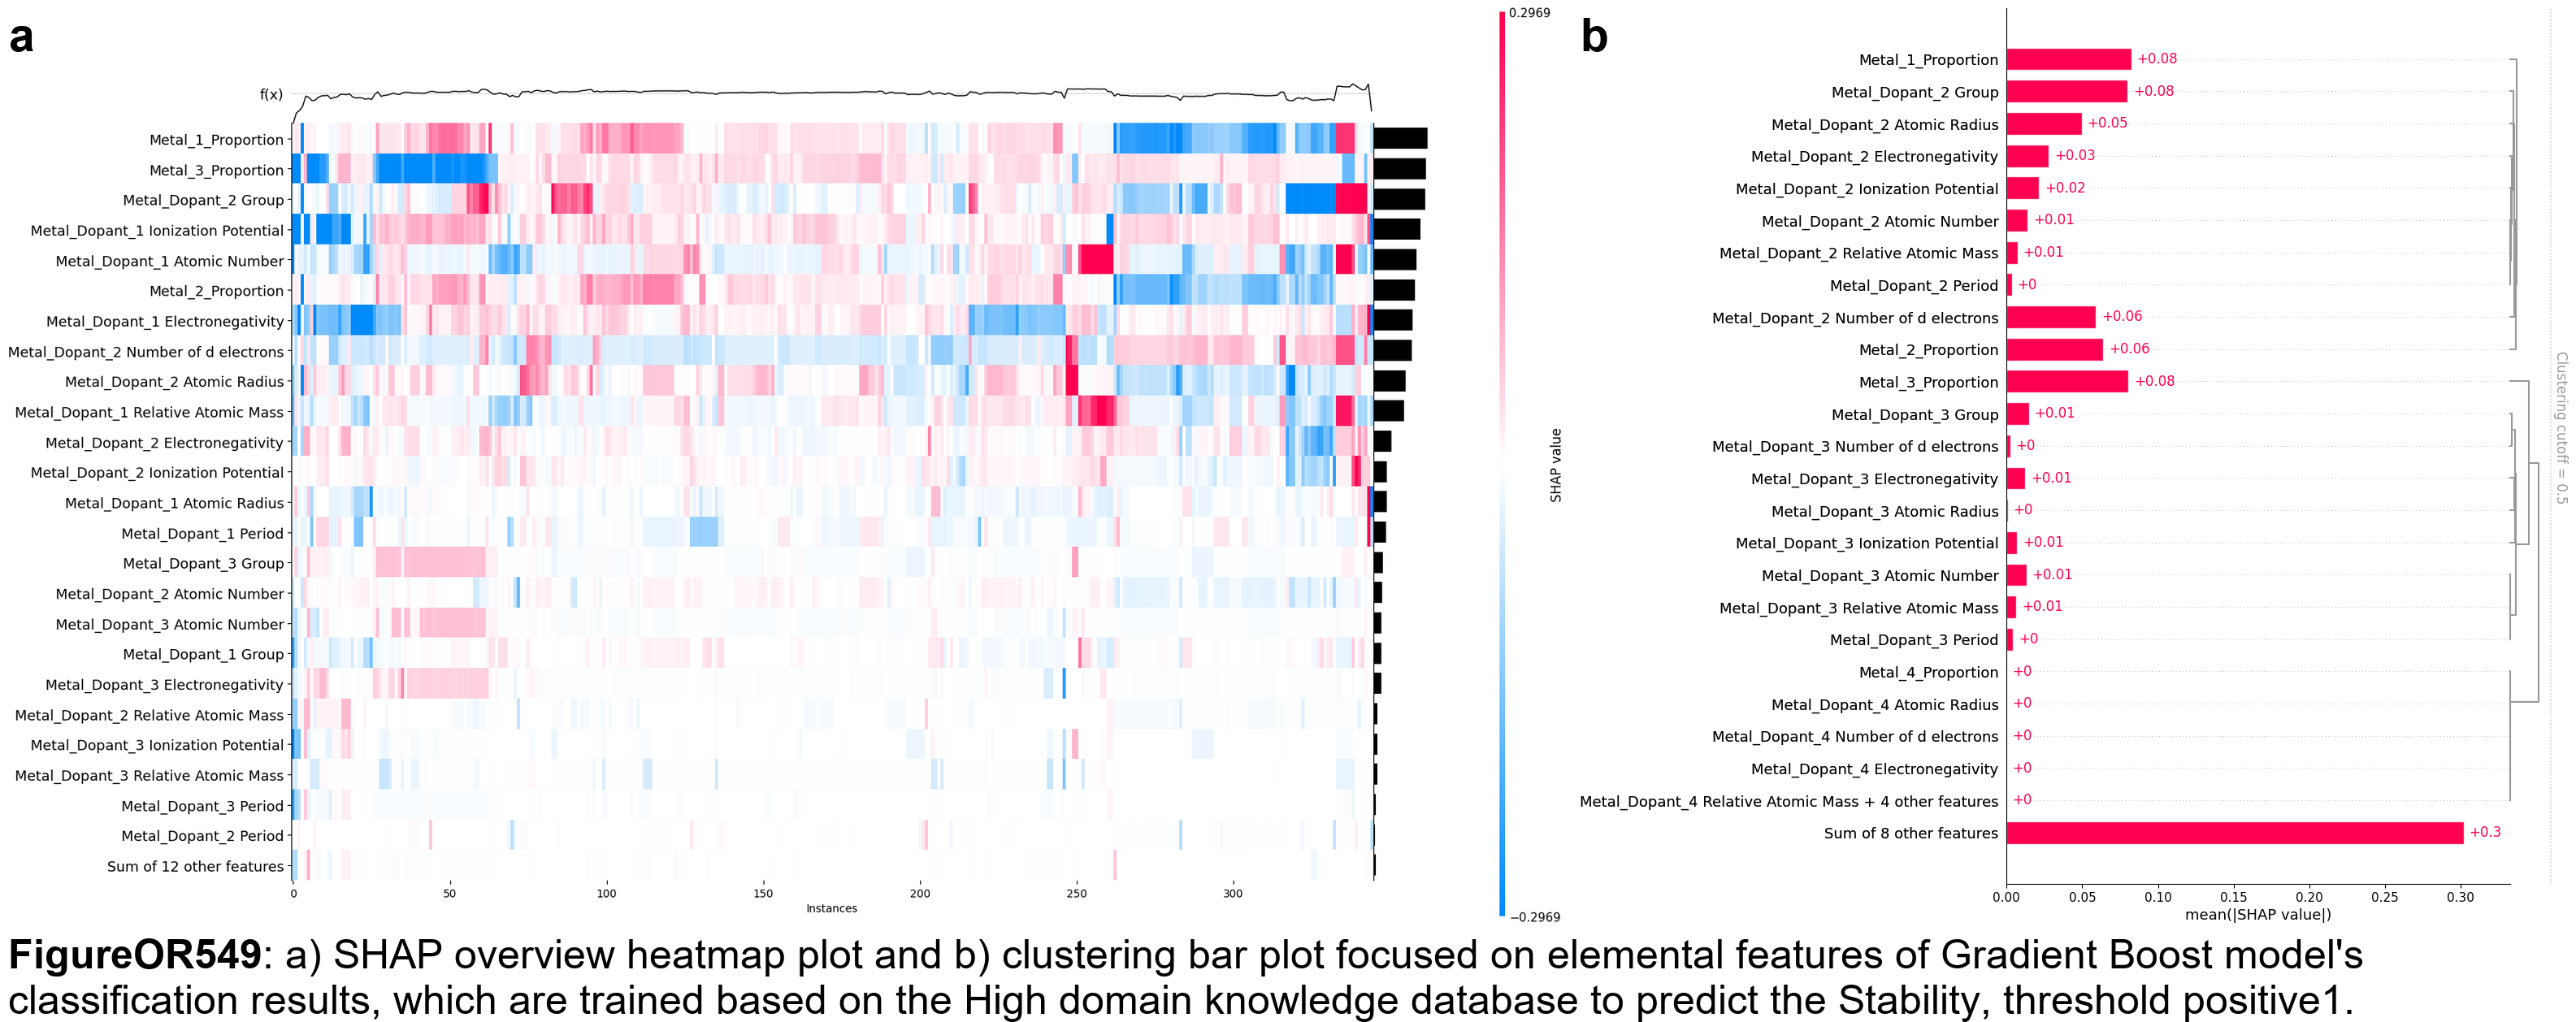 a
f(x)
Metal_1_Proportion
Metal_3_Proportion
Metal_Dopant_2 Group
Metal_Dopant_1 Ionization Potential
Metal_Dopant_1 Atomic Number
Metal_2_Proportion
Metal_Dopant_1 Electronegativity
Metal_Dopant_2 Number of d electrons
Metal_Dopant_2 Atomic Radius
Metal_Dopant_1 Relative Atomic Mass
Metal_Dopant_2 Electronegativity
Metal_Dopant_2 Ionization Potential
Metal_Dopant_1 Atomic Radius
Metal_Dopant_1 Period
Metal_Dopant_3 Group
Metal_Dopant_2 Atomic Number
Metal_Dopant_3 Atomic Number
Metal_Dopant_1 Group
Metal_Dopant_3 Electronegativity
Metal_Dopant_2 Relative Atomic Mass
Metal_Dopant_3 Ionization Potential
Metal_Dopant_3 Relative Atomic Mass
Metal_Dopant_3 Period
Metal_Dopant_2 Period
Sum of 12 other features
0 50 100 150 200 250 300
Instances
0.2969
SHAP value
−0.2969
b
Metal_1_Proportion +0.08
Metal_Dopant_2 Group +0.08
Metal_Dopant_2 Atomic Radius +0.05
Metal_Dopant_2 Electronegativity +0.03
Metal_Dopant_2 Ionization Potential +0.02
Metal_Dopant_2 Atomic Number +0.01
Metal_Dopant_2 Relative Atomic Mass +0.01
Metal_Dopant_2 Period +0
Metal_Dopant_2 Number of d electrons +0.06
Metal_2_Proportion +0.06
Metal_3_Proportion +0.08
Metal_Dopant_3 Group +0.01
Metal_Dopant_3 Number of d electrons +0
Metal_Dopant_3 Electronegativity +0.01
Metal_Dopant_3 Atomic Radius +0
Metal_Dopant_3 Ionization Potential +0.01
Metal_Dopant_3 Atomic Number +0.01
Metal_Dopant_3 Relative Atomic Mass +0.01
Metal_Dopant_3 Period +0
Metal_4_Proportion +0
Metal_Dopant_4 Atomic Radius +0
Metal_Dopant_4 Number of d electrons +0
Metal_Dopant_4 Electronegativity +0
Metal_Dopant_4 Relative Atomic Mass + 4 other features +0
Sum of 8 other features +0.3
0.00 0.05 0.10 0.15 0.20 0.25 0.30
mean(|SHAP value|)
Clustering cutoff = 0.5
FigureOR549: a) SHAP overview heatmap plot and b) clustering bar plot focused on elemental features of Gradient Boost model's
classification results, which are trained based on the High domain knowledge database to predict the Stability, threshold positive1.